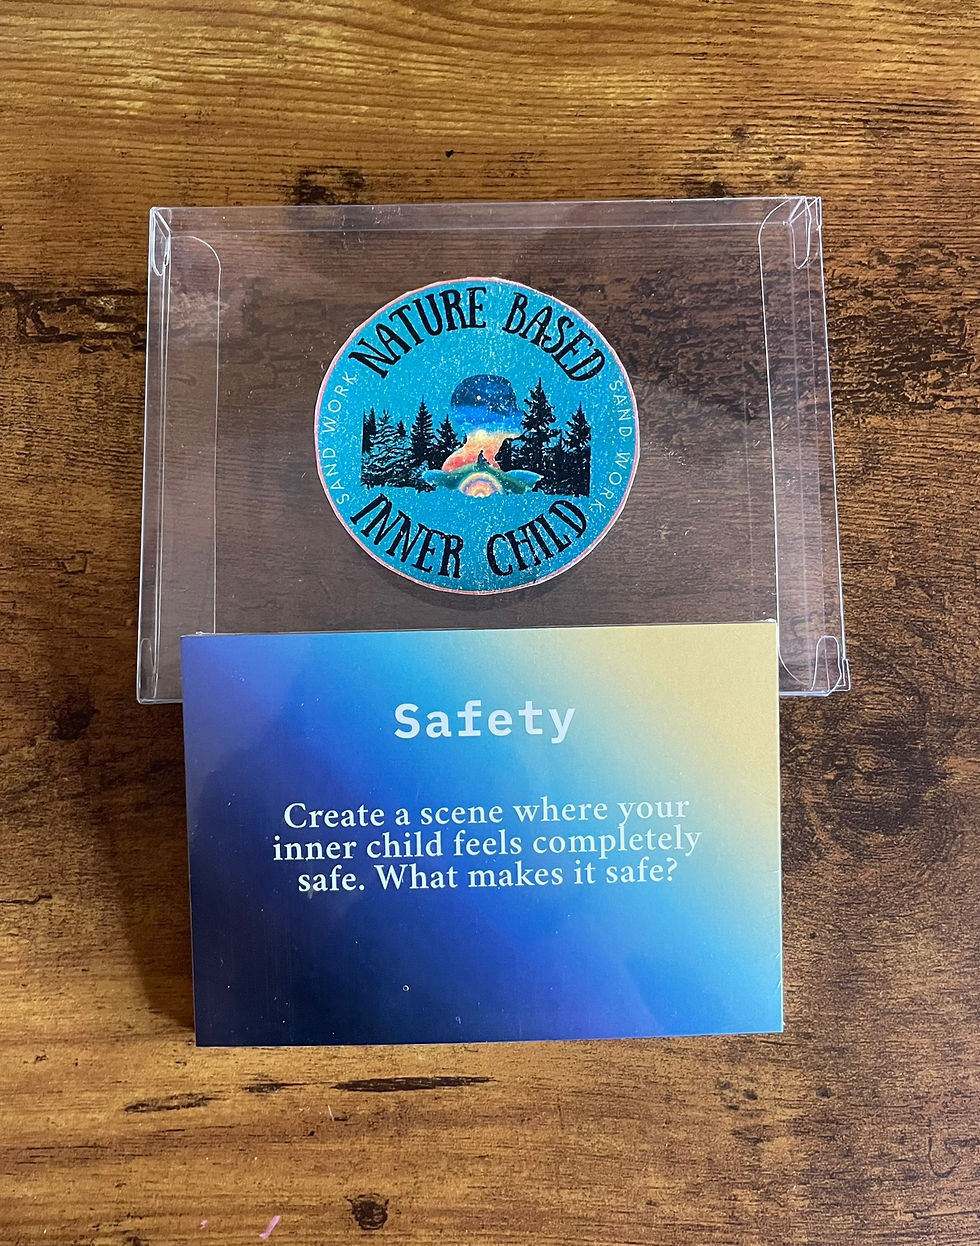 NATURE BASED
SAND WORK
SAND WORK
INNER CHILD
Safety
Create a scene where your
inner child feels completely
safe. What makes it safe?